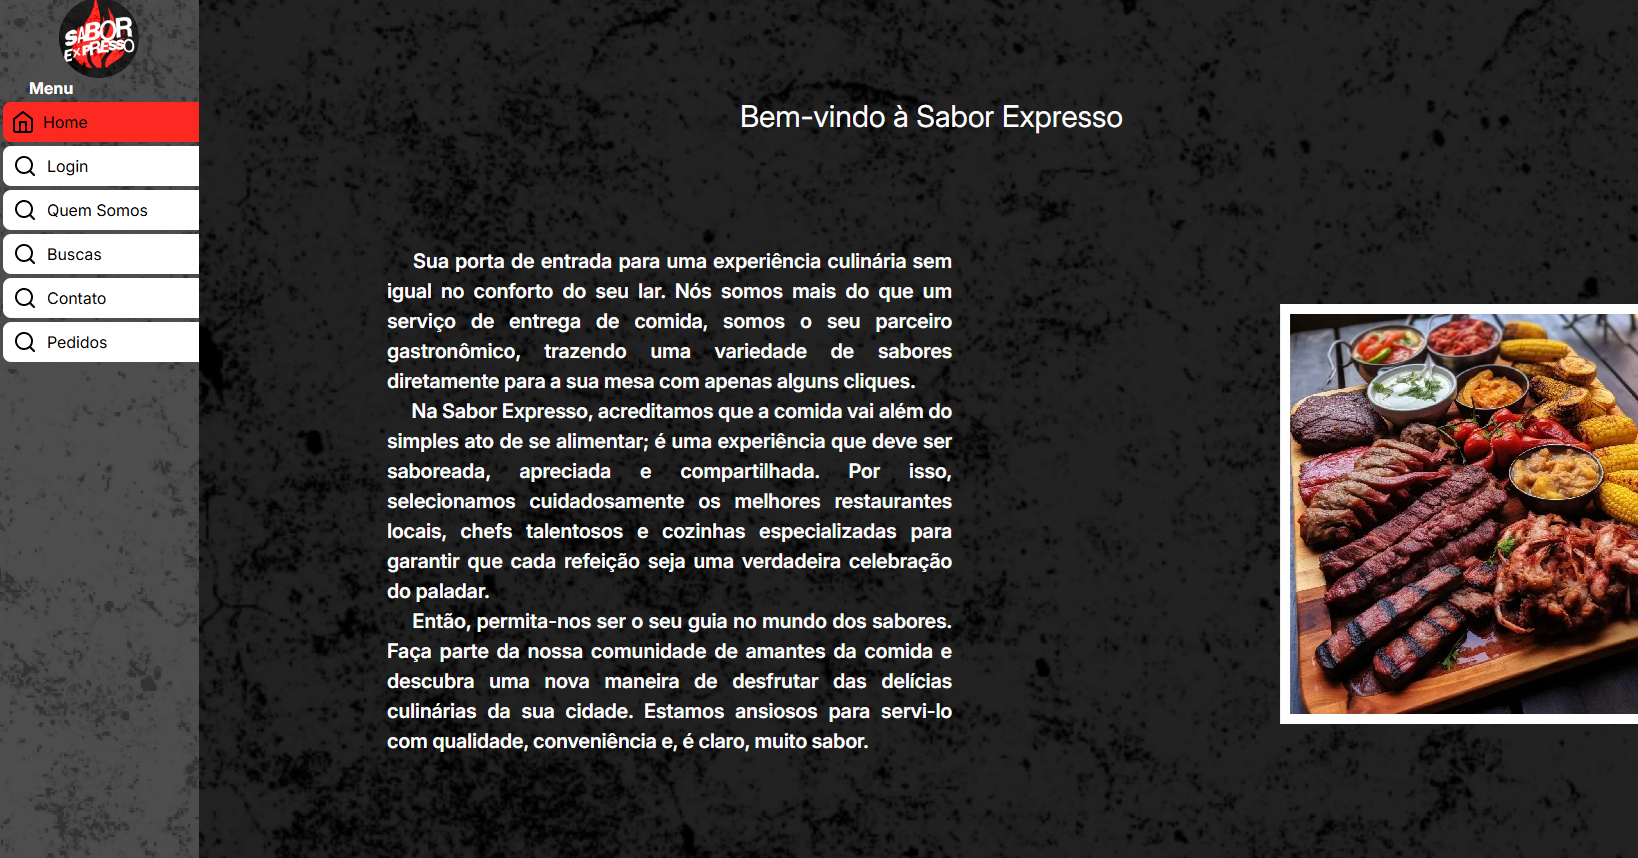 SABOR
EXPRESSO
Menu
Home
Login
Quem Somos
Buscas
Contato
Pedidos
Bem-vindo à Sabor Expresso
Sua porta de entrada para uma experiência culinária sem
igual no conforto do seu lar. Nós somos mais do que um
serviço de entrega de comida, somos o seu parceiro
gastronômico, trazendo uma variedade de sabores
diretamente para a sua mesa com apenas alguns cliques.
Na Sabor Expresso, acreditamos que a comida vai além do
simples ato de se alimentar; é uma experiência que deve ser
saboreada, apreciada e compartilhada. Por isso,
selecionamos cuidadosamente os melhores restaurantes
locais, chefs talentosos e cozinhas especializadas para
garantir que cada refeição seja uma verdadeira celebração
do paladar.
Então, permita-nos ser o seu guia no mundo dos sabores.
Faça parte da nossa comunidade de amantes da comida e
descubra uma nova maneira de desfrutar das delícias
culinárias da sua cidade. Estamos ansiosos para servi-lo
com qualidade, conveniência e, é claro, muito sabor.